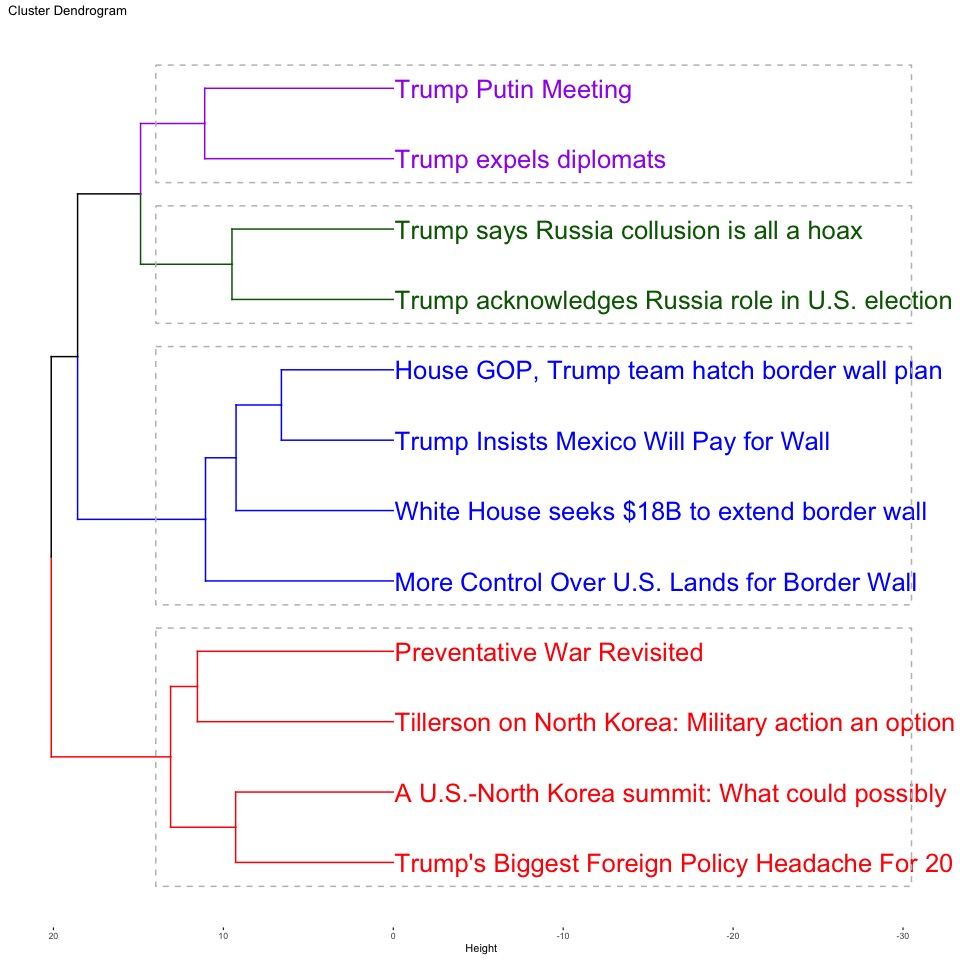 Cluster Dendrogram
Trump Putin Meeting
Trump expels diplomats
Trump says Russia collusion is all a hoax
Trump acknowledges Russia role in U.S. election
House GOP, Trump team hatch border wall plan
Trump Insists Mexico Will Pay for Wall
White House seeks $18B to extend border wall
More Control Over U.S. Lands for Border Wall
Preventative War Revisited
Tillerson on North Korea: Military action an option
A U.S.-North Korea summit: What could possibly
Trump's Biggest Foreign Policy Headache For 20
20 10 0 -10 -20 -30
Height